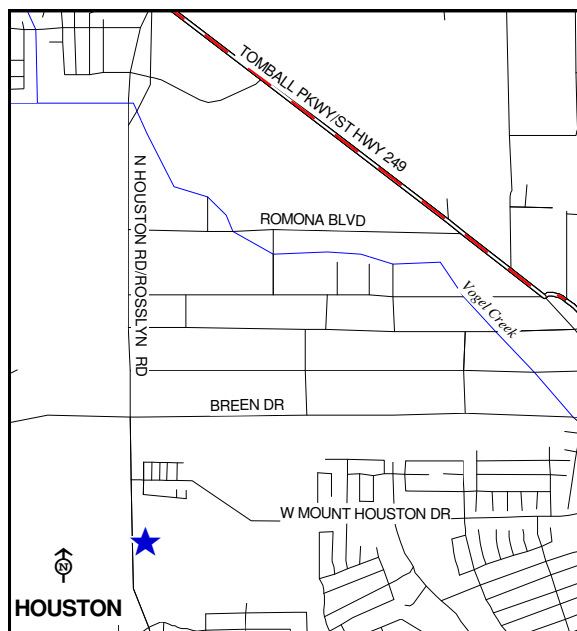 TOMBALL PKWY/ST HWY 249
N HOUSTON RD/ROSSLYN RD
ROMONA BLVD
Vogel Creek
BREEN DR
W MOUNT HOUSTON DR
N
HOUSTON